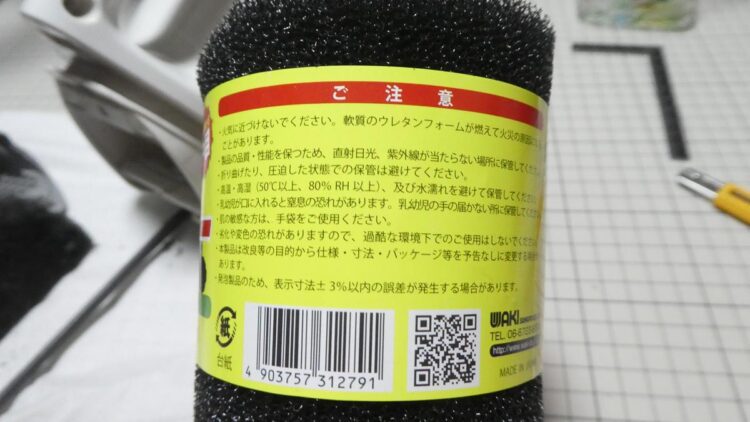 ご注意
・火気に近づけないでください。軟質のウレタンフォームが燃えて火災の原因に
ことがあります。
・製品の品質・性能を保つため、直射日光、紫外線が当たらない場所に保管してくだ
・折り曲げたり、圧迫した状態での保管は避けてください。
・高温・高湿（50℃以上、80% RH 以上）、及び水濡れを避けて保管してください。
・乳幼児が口に入れると窒息の恐れがあります。乳幼児の手の届かない所に保管してくだ
・肌の敏感な方は、手袋をご使用ください。
・劣化や変色の恐れがありますので、過酷な環境下でのご使用はしないでください
・本製品は改良等の目的から仕様・寸法・パッケージ等を予告なしに変更する
あります。
・発泡製品のため、表示寸法± 3%以内の誤差が発生する場合があります。
紙
台紙
4 903757 312791
WAKI
TEL. 06-6703
http://www.wak
MADE IN